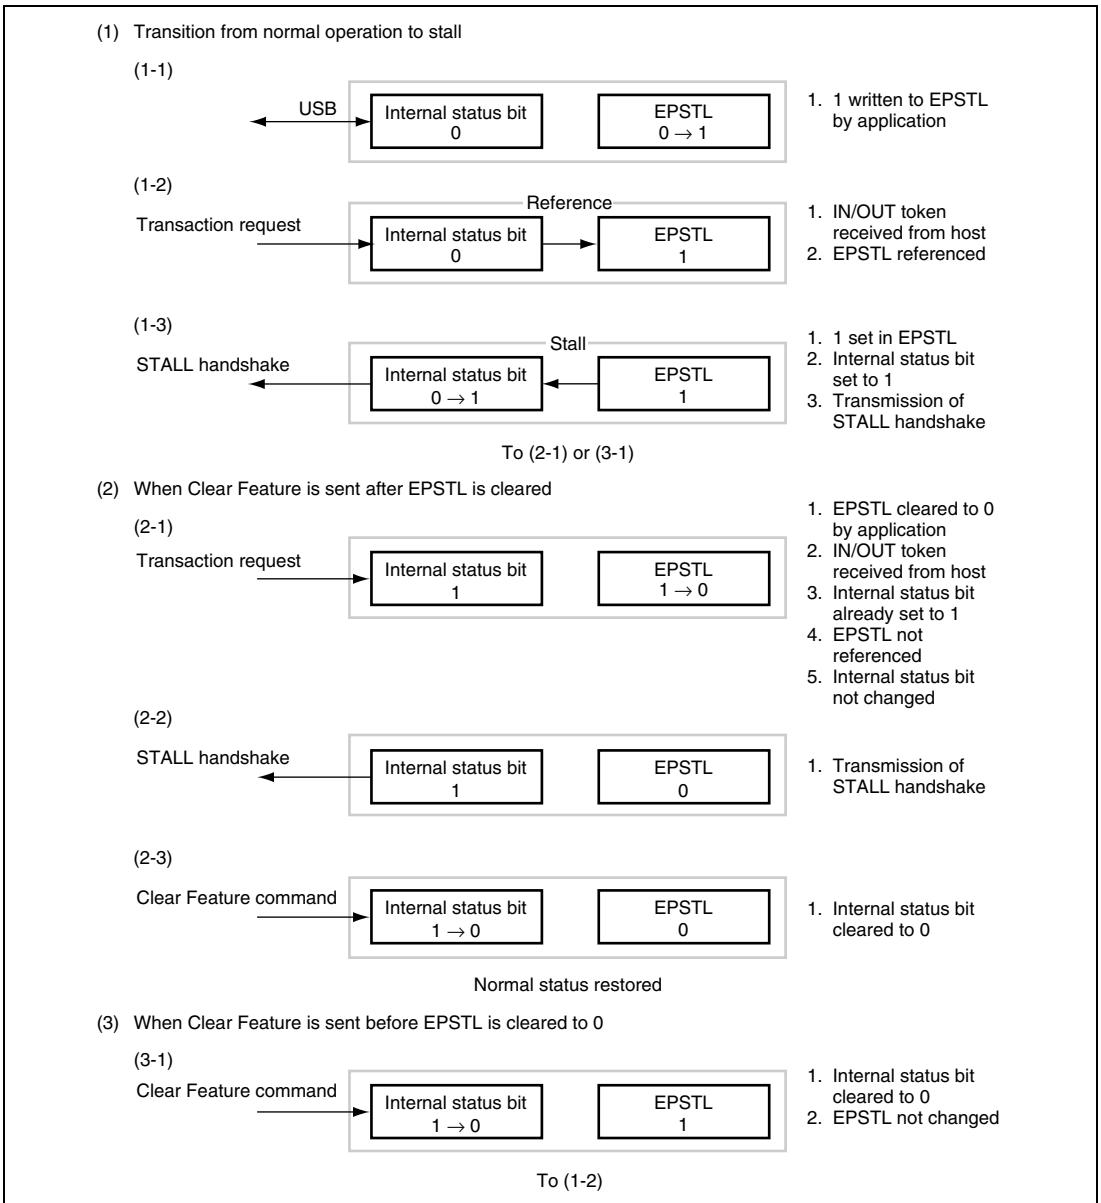 (1) Transition from normal operation to stall
(1-1)
USB
Internal status bit
0
EPSTL
0 → 1
1. 1 written to EPSTL
by application
(1-2)
Transaction request
Reference
Internal status bit
0
EPSTL
1
1. IN/OUT token
received from host
2. EPSTL referenced
(1-3)
STALL handshake
Stall
Internal status bit
0 → 1
EPSTL
1
1. 1 set in EPSTL
2. Internal status bit
set to 1
3. Transmission of
STALL handshake
To (2-1) or (3-1)
(2) When Clear Feature is sent after EPSTL is cleared
(2-1)
Transaction request
Internal status bit
1
EPSTL
1 → 0
1. EPSTL cleared to 0
by application
2. IN/OUT token
received from host
3. Internal status bit
already set to 1
4. EPSTL not
referenced
5. Internal status bit
not changed
(2-2)
STALL handshake
Internal status bit
1
EPSTL
0
1. Transmission of
STALL handshake
(2-3)
Clear Feature command
Internal status bit
1 → 0
EPSTL
0
1. Internal status bit
cleared to 0
Normal status restored
(3) When Clear Feature is sent before EPSTL is cleared to 0
(3-1)
Clear Feature command
Internal status bit
1 → 0
EPSTL
1
1. Internal status bit
cleared to 0
2. EPSTL not changed
To (1-2)